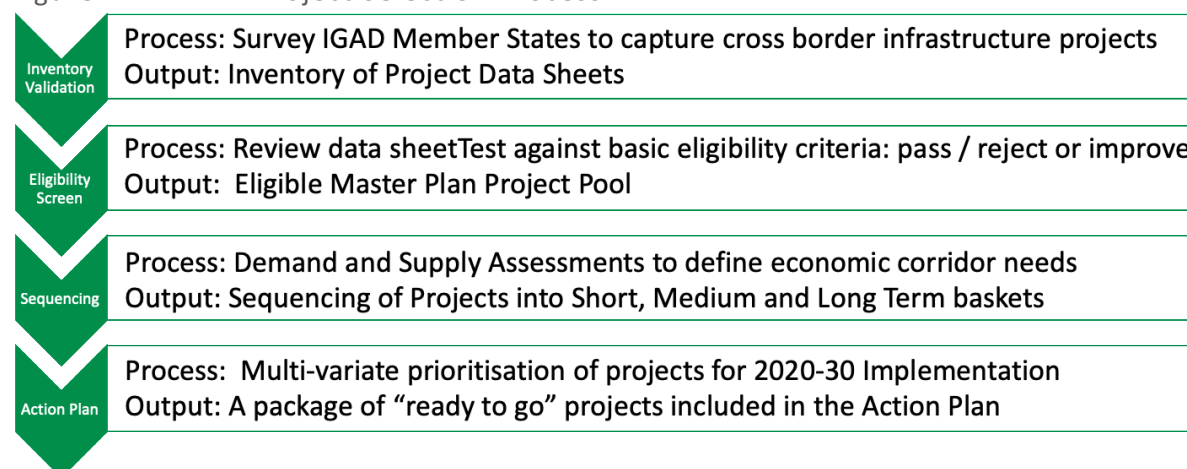 Inventory
Validation
Process: Survey IGAD Member States to capture cross border infrastructure projects
Output: Inventory of Project Data Sheets
Eligibility
Screen
Process: Review data sheetTest against basic eligibility criteria: pass / reject or improve
Output:  Eligible Master Plan Project Pool
Sequencing
Process: Demand and Supply Assessments to define economic corridor needs
Output: Sequencing of Projects into Short, Medium and Long Term baskets
Action Plan
Process:  Multi-variate prioritisation of projects for 2020-30 Implementation
Output: A package of “ready to go” projects included in the Action Plan